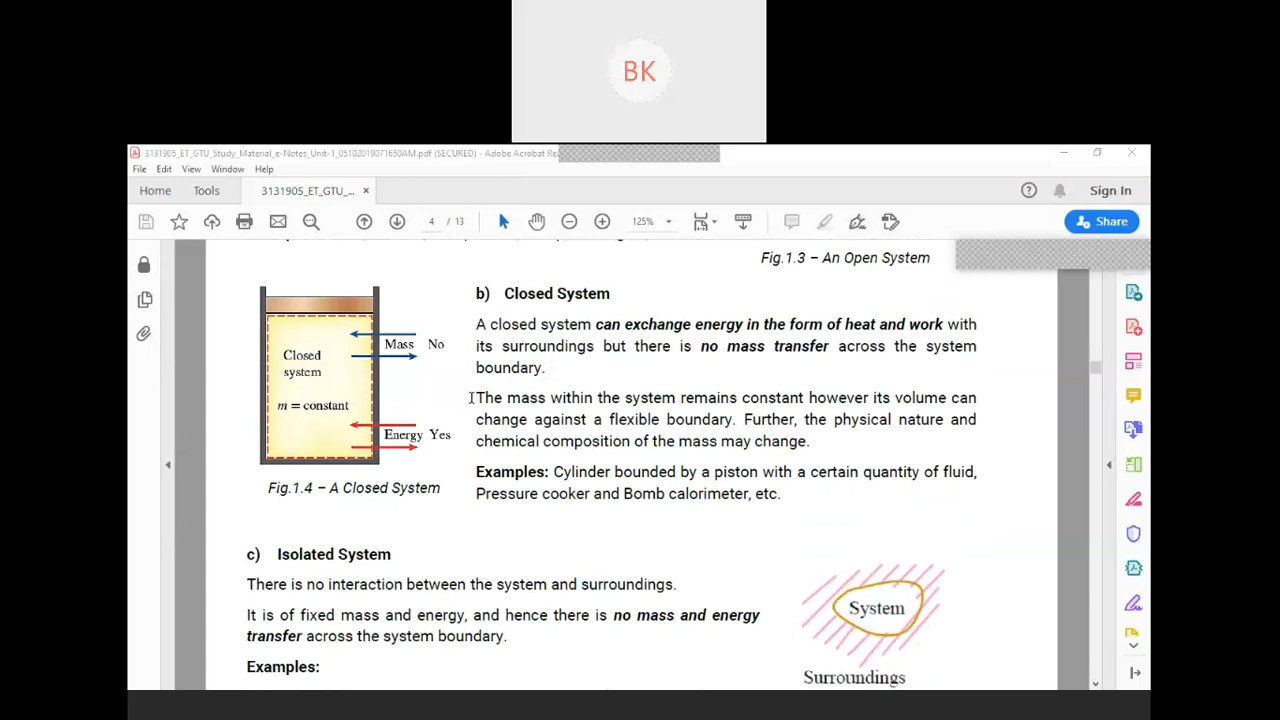 BK
3131905_ET_GTU_Study_Material_e-Notes_Unit-1_05102019071650AM.pdf (SECURED) - Adobe Acrobat Re
File Edit View Window Help
Home Tools 3131905_ET_GTU_... × Sign In
4 / 13 125% Share
Fig.1.3 – An Open System
Closed
system
m = constant
Mass No
Energy Yes
Fig.1.4 – A Closed System
b) Closed System
A closed system can exchange energy in the form of heat and work with
its surroundings but there is no mass transfer across the system
boundary.
The mass within the system remains constant however its volume can
change against a flexible boundary. Further, the physical nature and
chemical composition of the mass may change.
Examples: Cylinder bounded by a piston with a certain quantity of fluid,
Pressure cooker and Bomb calorimeter, etc.
c) Isolated System
There is no interaction between the system and surroundings.
It is of fixed mass and energy, and hence there is no mass and energy
transfer across the system boundary.
Examples:
System
Surroundings